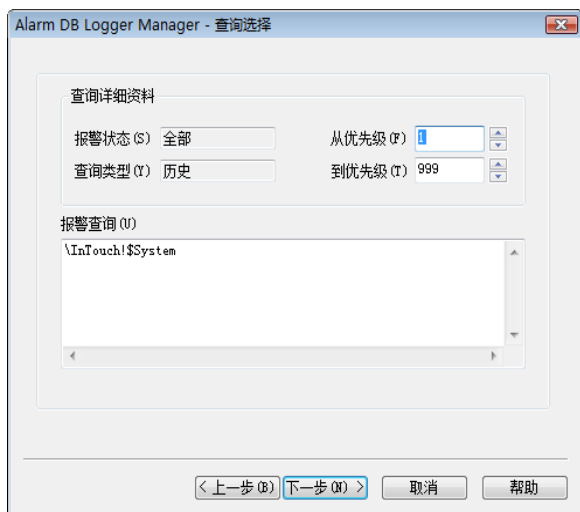 Alarm DB Logger Manager - 查询选择
查询详细资料
报警状态(S) 全部 从优先级(F) 1
查询类型(Y) 历史 到优先级(T) 999
报警查询(U)
\InTouch!$System
< 上一步(B) 下一步(N) > 取消 帮助